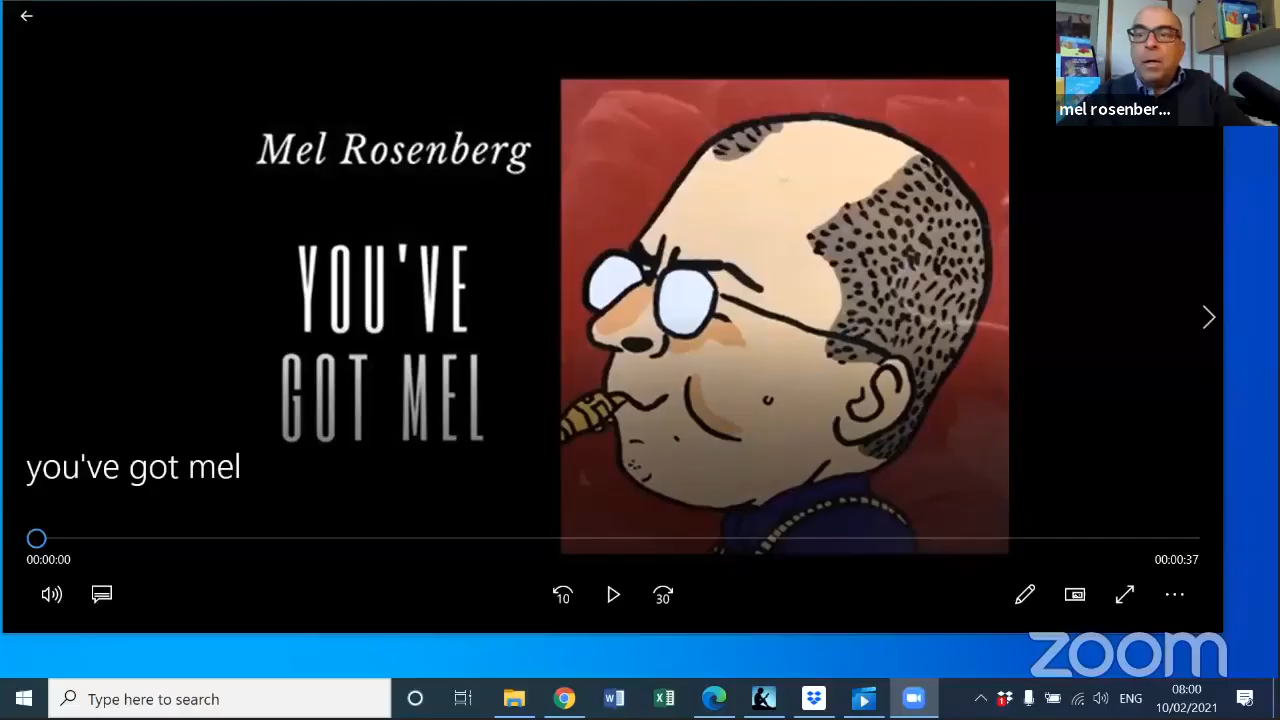 mel rosenber...
Mel Rosenberg
YOU'VE
GOT MEL
you've got mel
00:00:00
00:00:37
10
30
zoom
Type here to search
ENG
08:00
10/02/2021